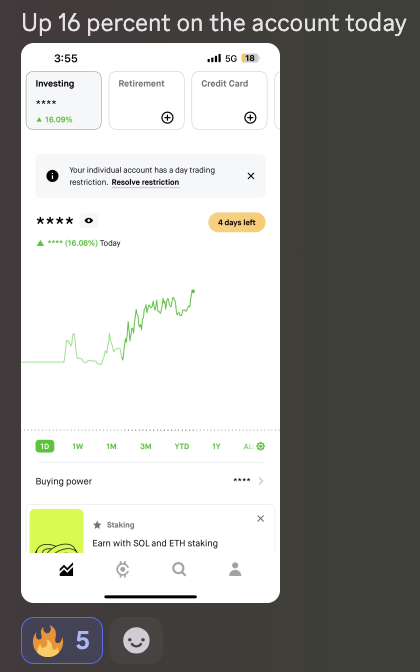 Up 16 percent on the account today
3:55
5G 18
Investing
Retirement
Credit Card
****
▲ 16.09%
Your individual account has a day trading
restriction. Resolve restriction
****
4 days left
▲ **** (16.08%) Today
1D 1W 1M 3M YTD 1Y AL
Buying power
****
Staking
Earn with SOL and ETH staking
5